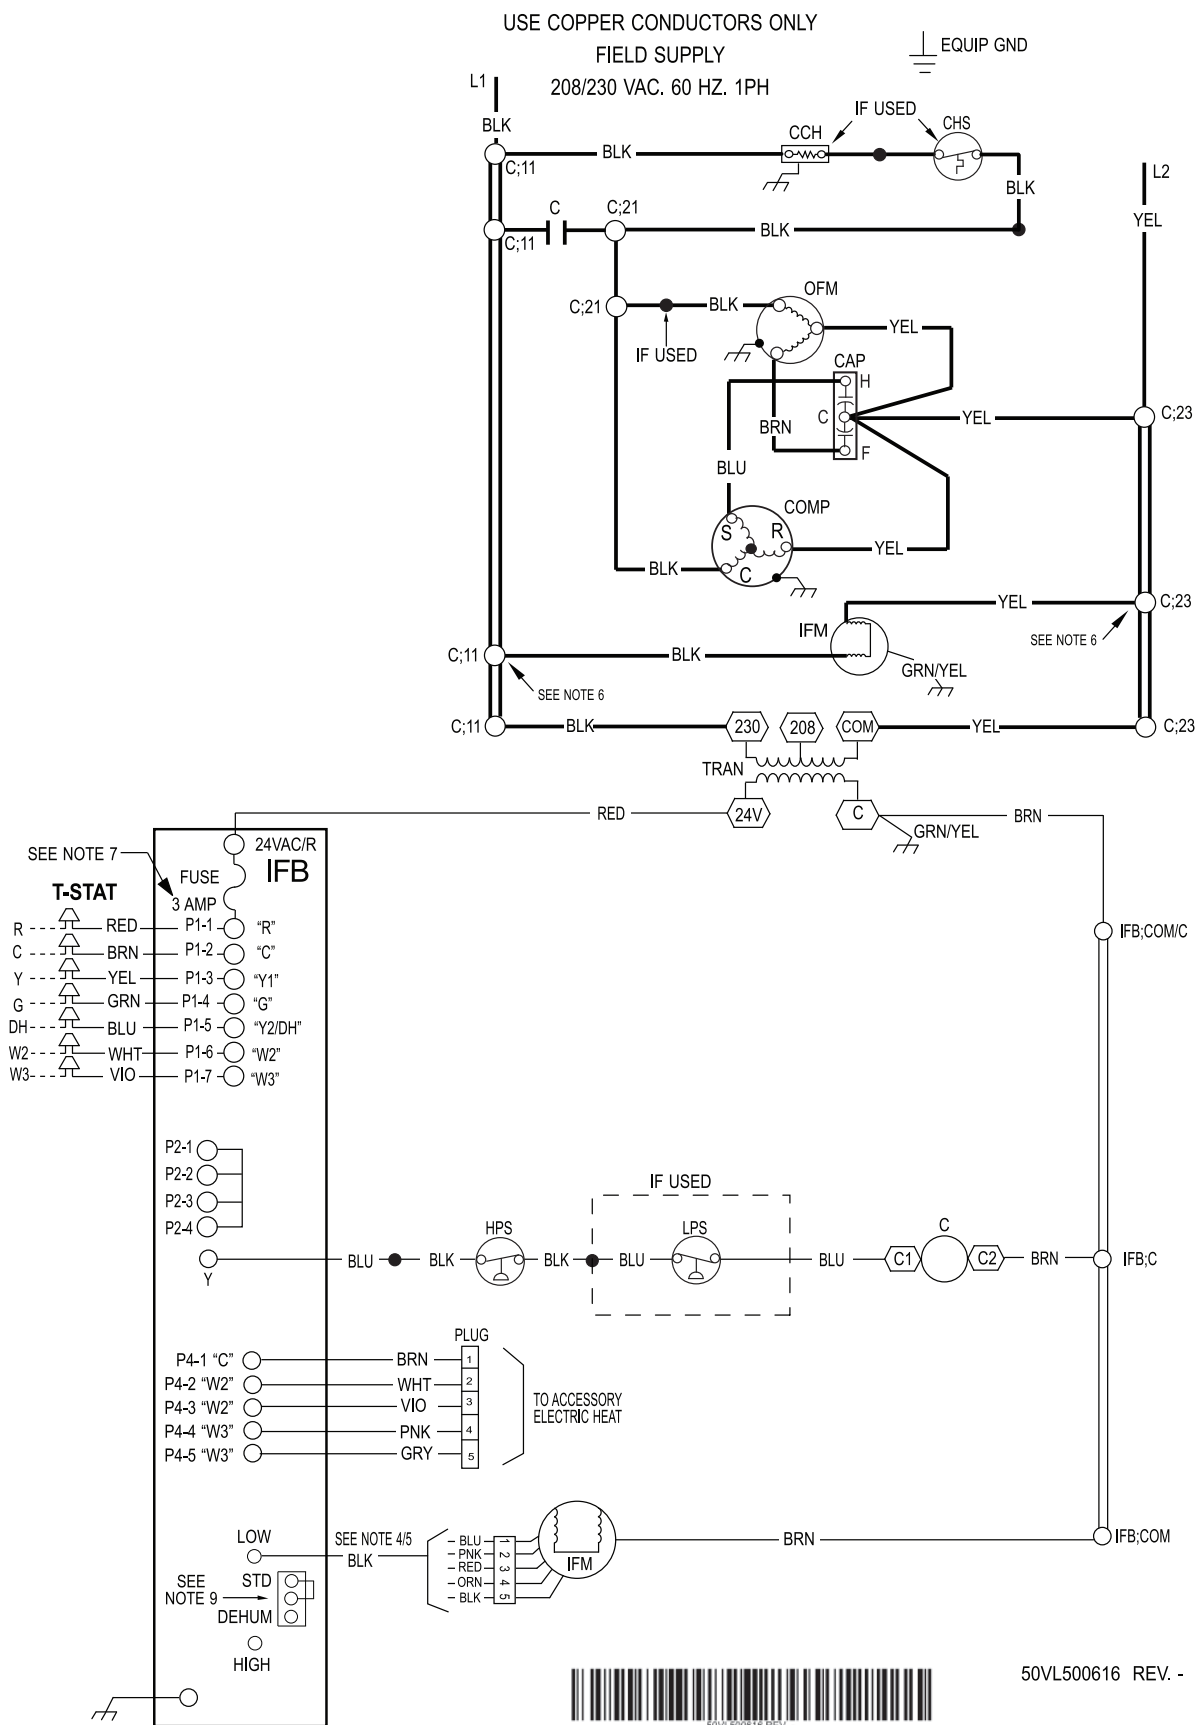 USE COPPER CONDUCTORS ONLY
FIELD SUPPLY
208/230 VAC. 60 HZ. 1PH
EQUIP GND
L1
BLK
C;11
BLK
CCH
IF USED
CHS
BLK
L2
YEL
C;11
C
C;21
BLK
C;21
IF USED
BLK
OFM
YEL
CAP
H
C
F
BRN
BLU
YEL
C;23
COMP
S
R
C
BLK
YEL
IFM
YEL
C;23
SEE NOTE 6
C;11
BLK
GRN/YEL
SEE NOTE 6
C;11
BLK
230
208
COM
YEL
C;23
TRAN
RED
24V
C
GRN/YEL
BRN
24VAC/R
IFB
SEE NOTE 7
FUSE
3 AMP
T-STAT
R RED P1-1 "R"
C BRN P1-2 "C"
Y YEL P1-3 "Y1"
G GRN P1-4 "G"
DH BLU P1-5 "Y2/DH"
W2 WHT P1-6 "W2"
W3 VIO P1-7 "W3"
IFB;COM/C
P2-1
P2-2
P2-3
P2-4
Y
BLU
BLK
HPS
BLK
IF USED
BLU
LPS
BLU
C1
C
C2
BRN
IFB;C
PLUG
P4-1 "C" BRN 1
P4-2 "W2" WHT 2
P4-3 "W2" VIO 3
P4-4 "W3" PNK 4
P4-5 "W3" GRY 5
TO ACCESSORY
ELECTRIC HEAT
LOW
SEE NOTE 4/5
BLK
BLU 1
PNK 2
RED 3
ORN 4
BLK 5
IFM
BRN
IFB;COM
SEE
NOTE 9
STD
DEHUM
HIGH
50VL500616 REV. -
50VL500616 REV